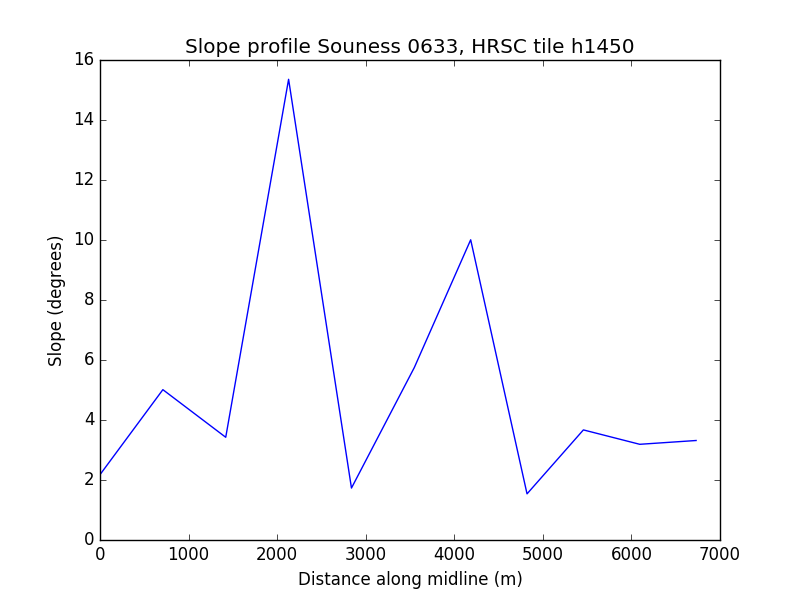 Slope profile Souness 0633, HRSC tile h1450
16
14
12
10
8
6
4
2
0
Slope (degrees)
0 1000 2000 3000 4000 5000 6000 7000
Distance along midline (m)